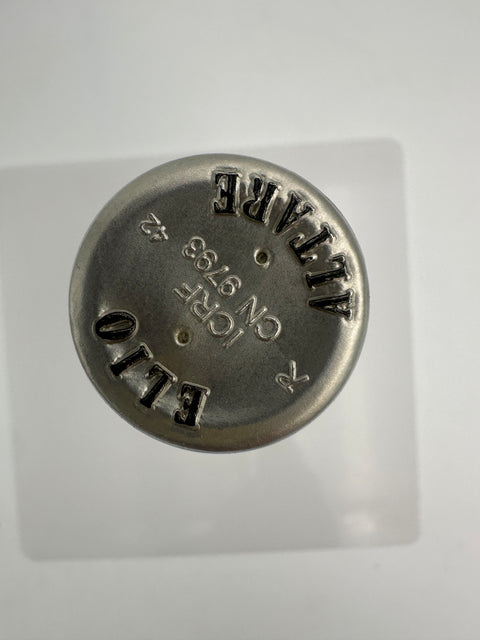 ELIO
ALTARE
ICRF
CN 9793
R
42